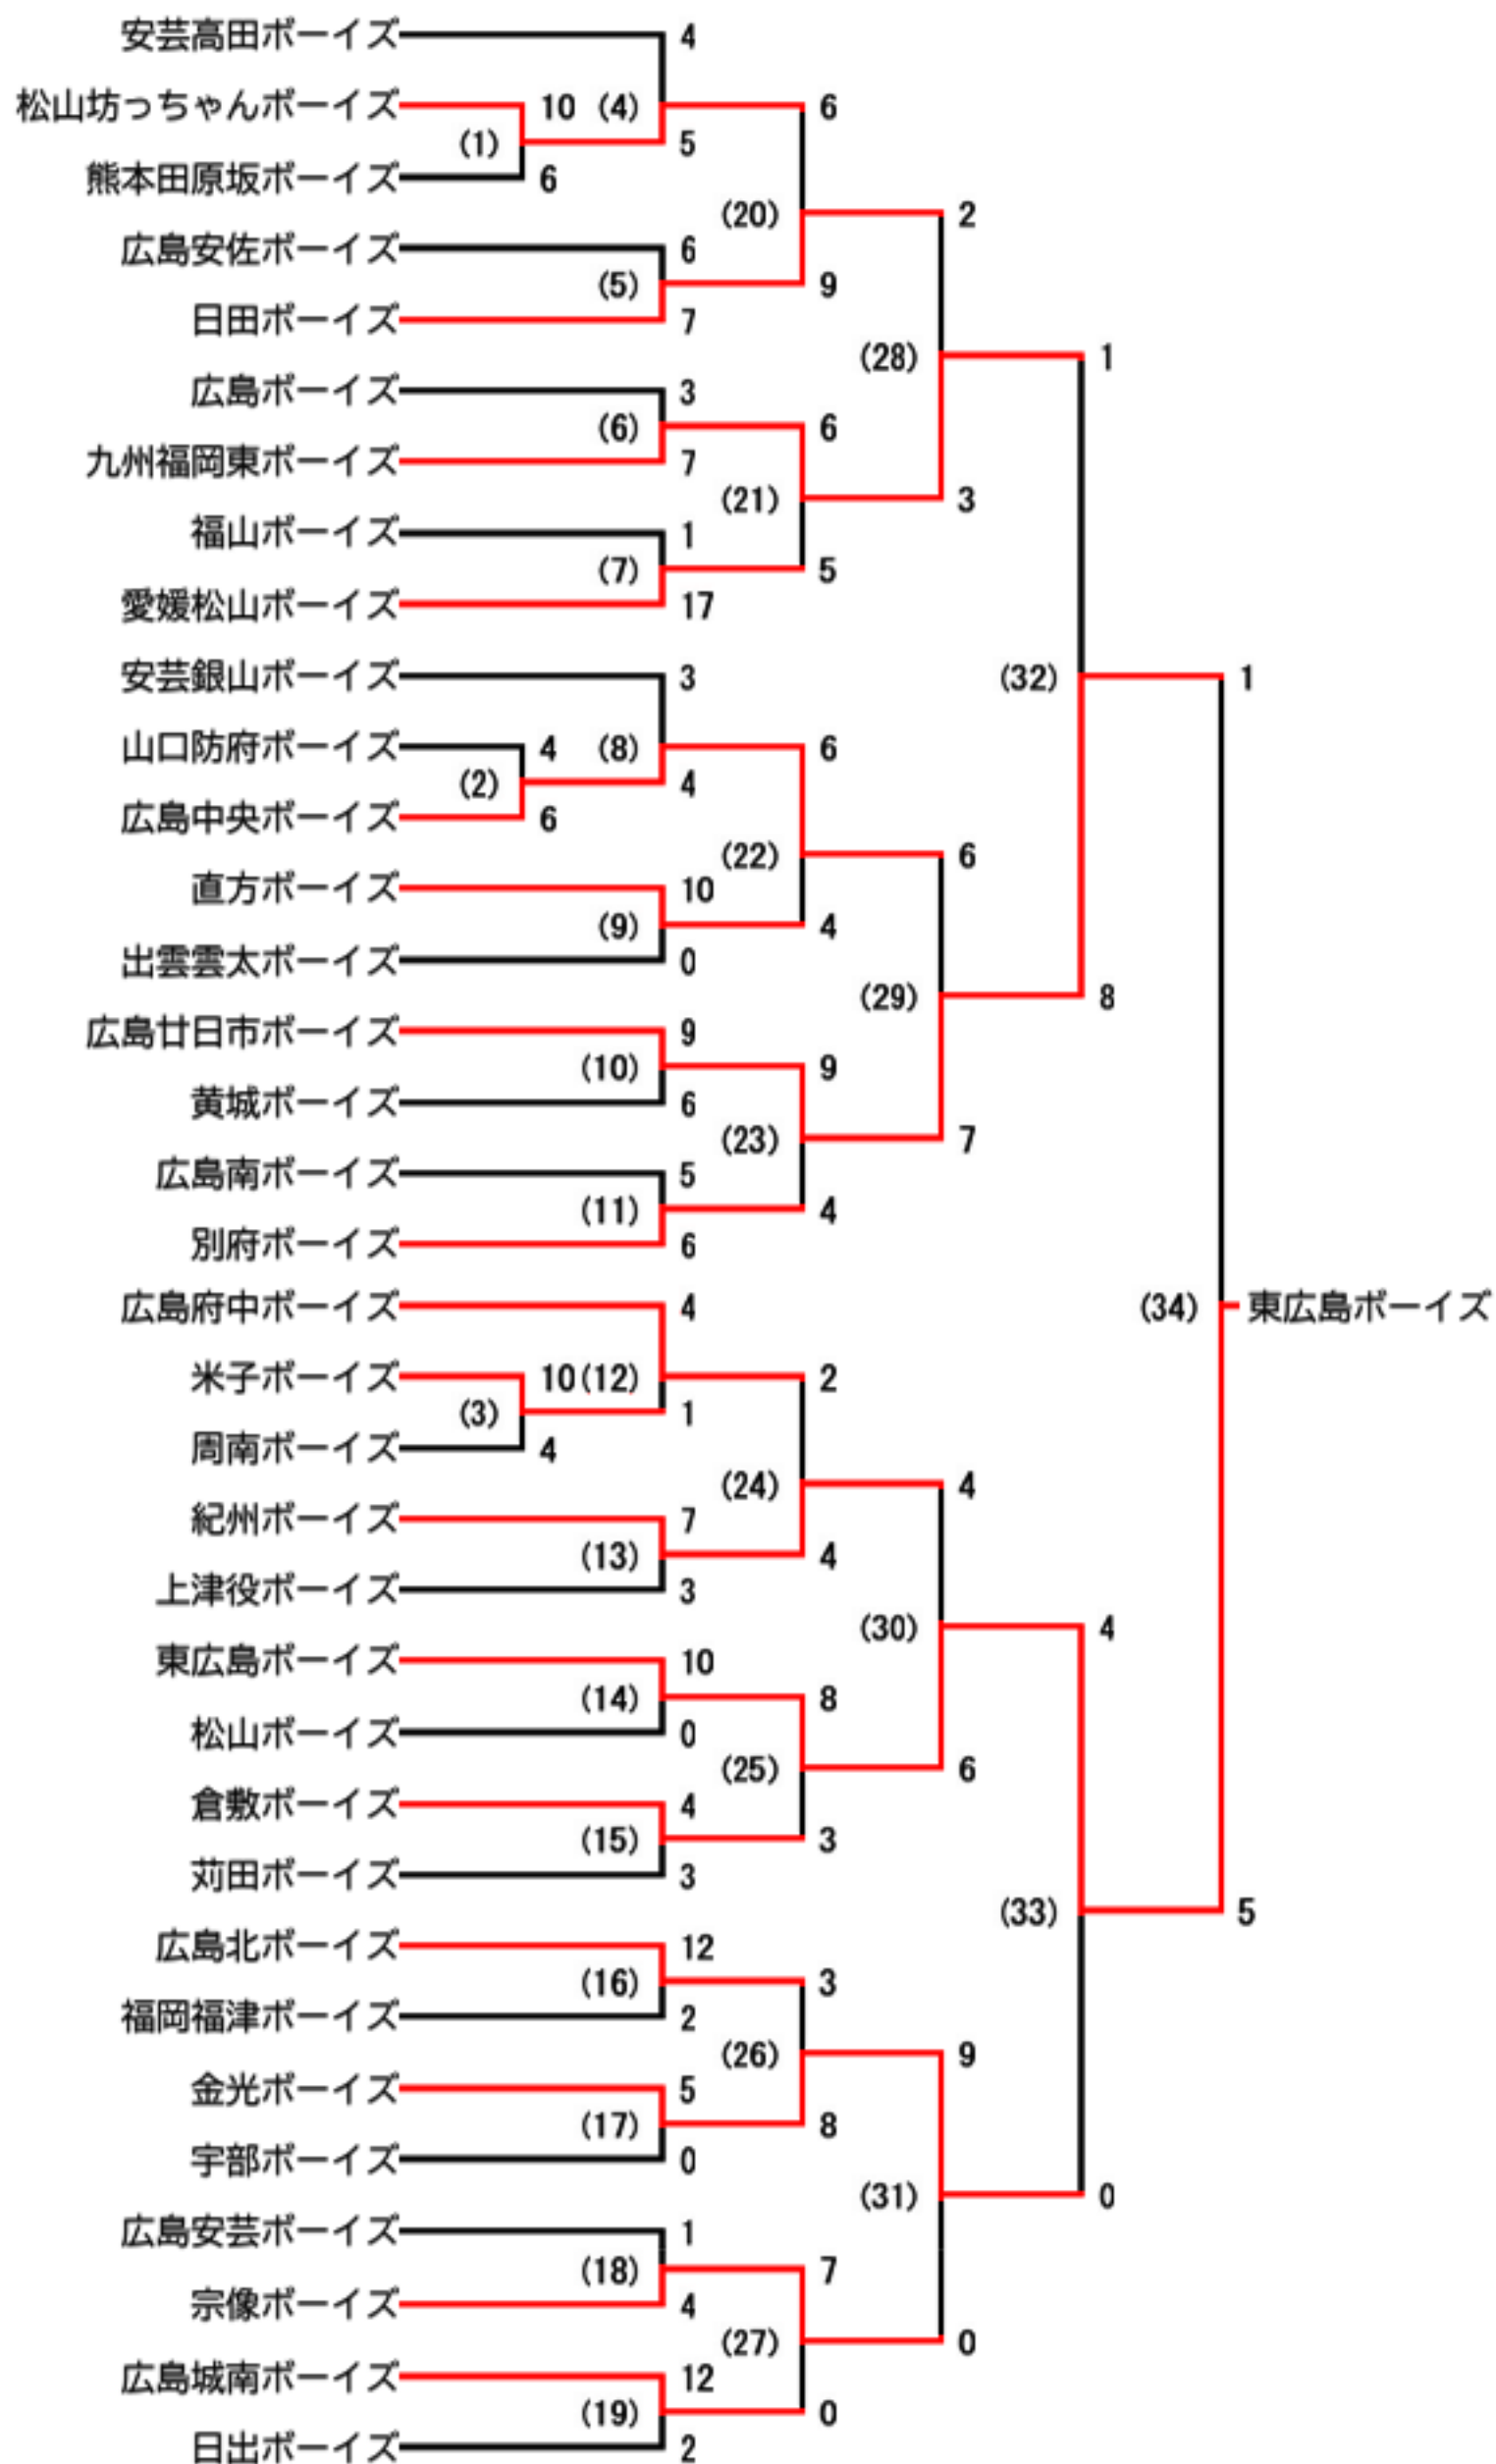 安芸高田ボーイズ 4
松山坊っちゃんボーイズ 10 (4) 6
(1) 5
熊本田原坂ボーイズ 6
(20) 2
広島安佐ボーイズ 6
(5) 9
日田ボーイズ 7
(28) 1
広島ボーイズ 3
(6) 6
九州福岡東ボーイズ 7
(21) 3
福山ボーイズ 1
(7) 5
愛媛松山ボーイズ 17
安芸銀山ボーイズ 3 (32) 1
山口防府ボーイズ 4 (8) 6
(2) 4
広島中央ボーイズ 6
(22) 6
直方ボーイズ 10
(9) 4
出雲雲太ボーイズ 0
(29) 8
広島廿日市ボーイズ 9
(10) 9
黄城ボーイズ 6
(23) 7
広島南ボーイズ 5
(11) 4
別府ボーイズ 6
広島府中ボーイズ 4 (34) 東広島ボーイズ
米子ボーイズ 10 (12) 2
(3) 1
周南ボーイズ 4
(24) 4
紀州ボーイズ 7
(13) 4
上津役ボーイズ 3
(30) 4
東広島ボーイズ 10
(14) 8
松山ボーイズ 0
(25) 6
倉敷ボーイズ 4
(15) 3
苅田ボーイズ 3
(33) 5
広島北ボーイズ 12
(16) 3
福岡福津ボーイズ 2
(26) 9
金光ボーイズ 5
(17) 8
宇部ボーイズ 0
(31) 0
広島安芸ボーイズ 1
(18) 7
宗像ボーイズ 4
(27) 0
広島城南ボーイズ 12
(19) 0
日出ボーイズ 2